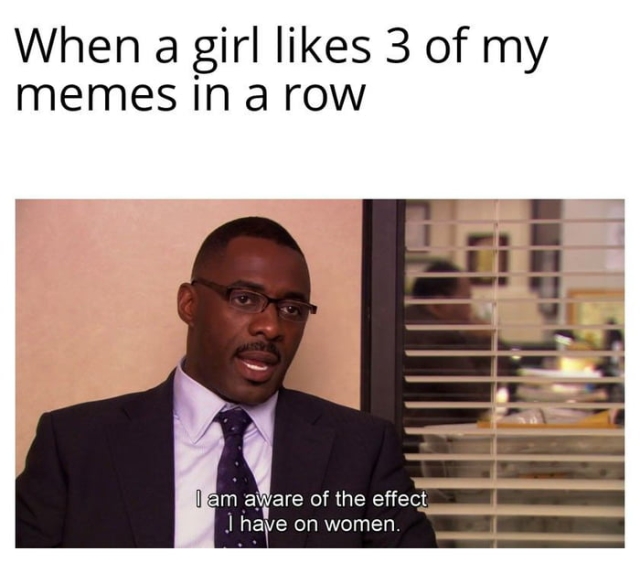 When a girl likes 3 of my
memes in a row
I am aware of the effect
I have on women.